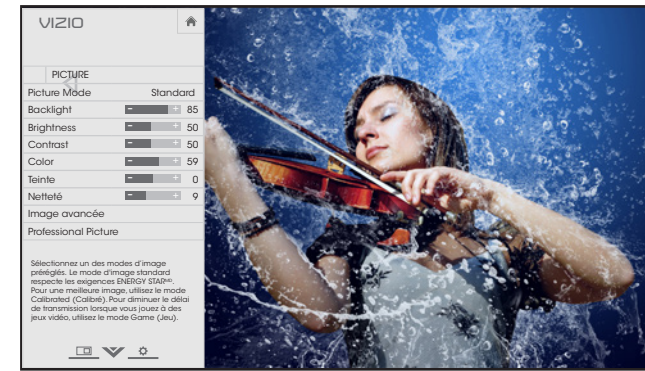 VIZIO
PICTURE
Picture Mode Standard
Backlight - + 85
Brightness - + 50
Contrast - + 50
Color - + 59
Teinte - + 0
Netteté - + 9
Image avancée
Professional Picture
Sélectionnez un des modes d'image
préréglés. Le mode d'image standard
respecte les exigences ENERGY STARᴹᴰ.
Pour une meilleure image, utilisez le mode
Calibrated (Calibré). Pour diminuer le délai
de transmission lorsque vous jouez à des
jeux vidéo, utilisez le mode Game (Jeu).